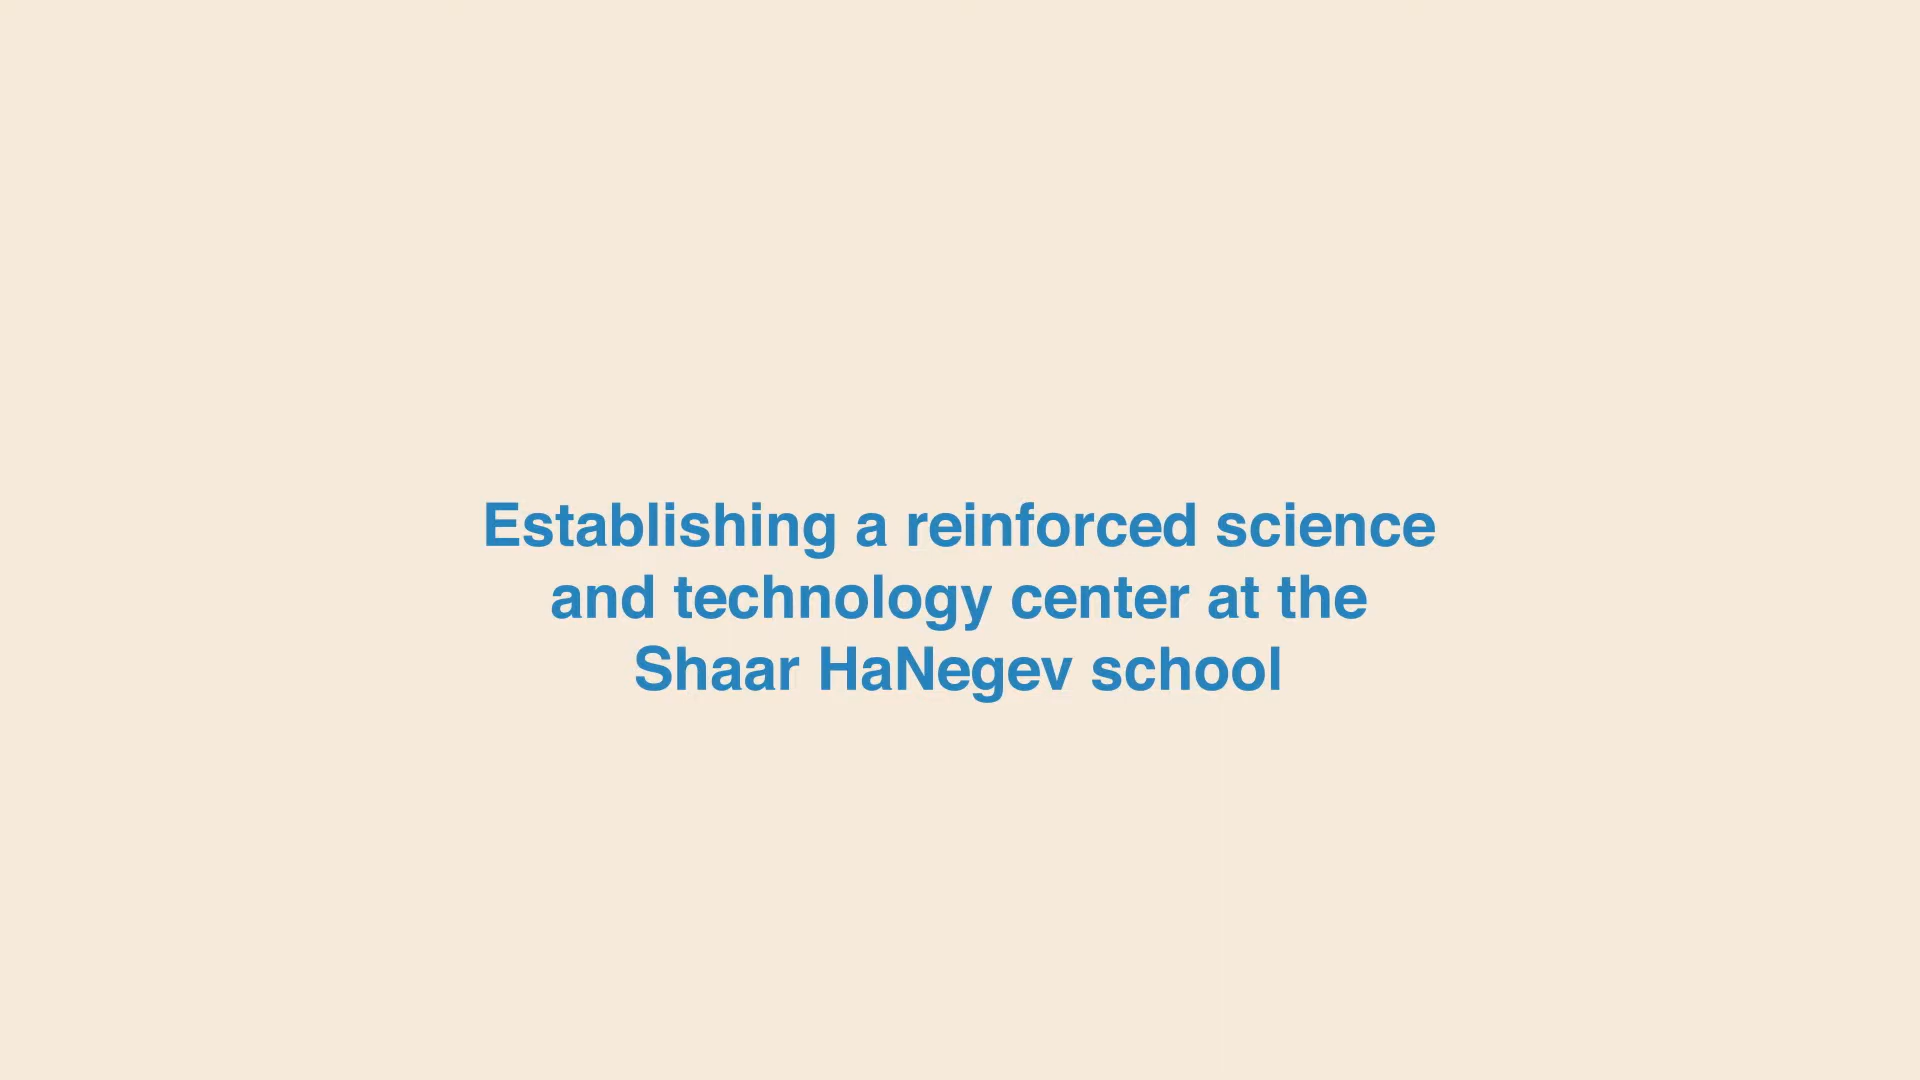 Establishing a reinforced science
and technology center at the
Shaar HaNegev school